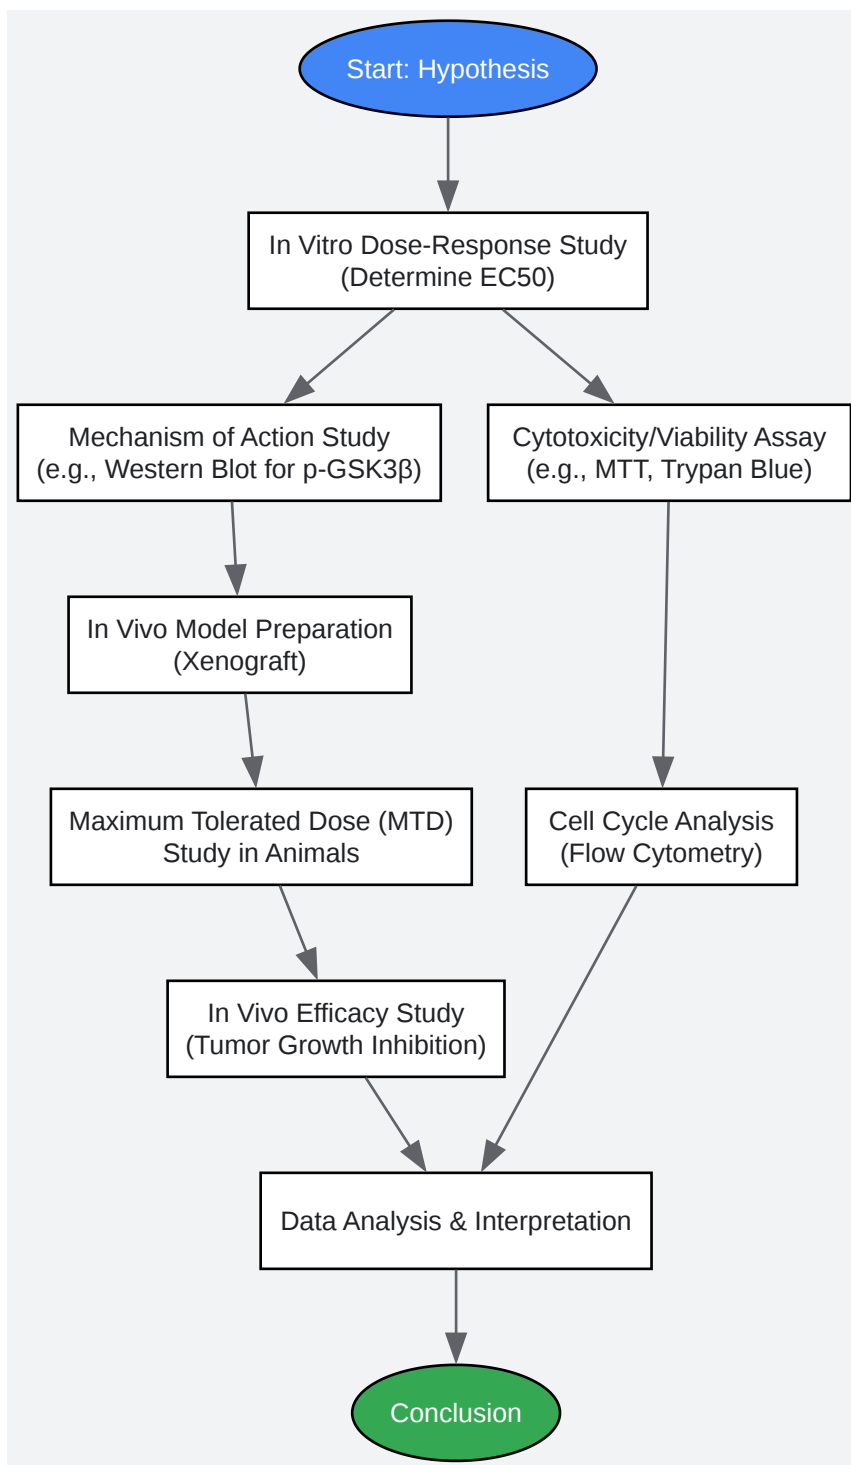 Start: Hypothesis
In Vitro Dose-Response Study
(Determine EC50)
Mechanism of Action Study
(e.g., Western Blot for p-GSK3β)
Cytotoxicity/Viability Assay
(e.g., MTT, Trypan Blue)
In Vivo Model Preparation
(Xenograft)
Maximum Tolerated Dose (MTD)
Study in Animals
Cell Cycle Analysis
(Flow Cytometry)
In Vivo Efficacy Study
(Tumor Growth Inhibition)
Data Analysis & Interpretation
Conclusion